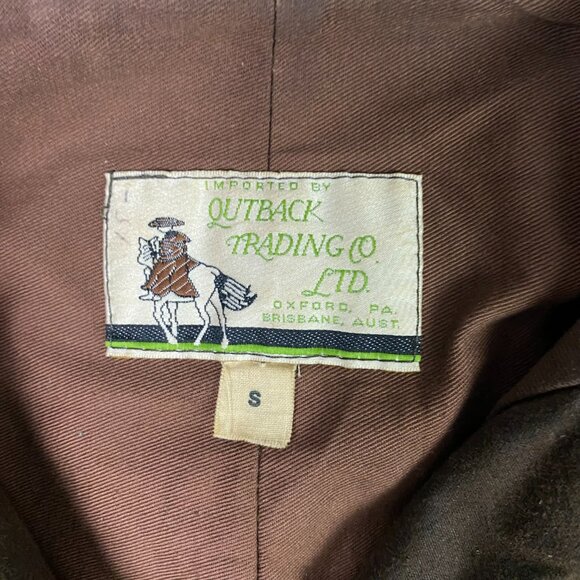 IMPORTED BY
OUTBACK
TRADING CO.
LTD.
OXFORD, PA.
BRISBANE, AUST.
S